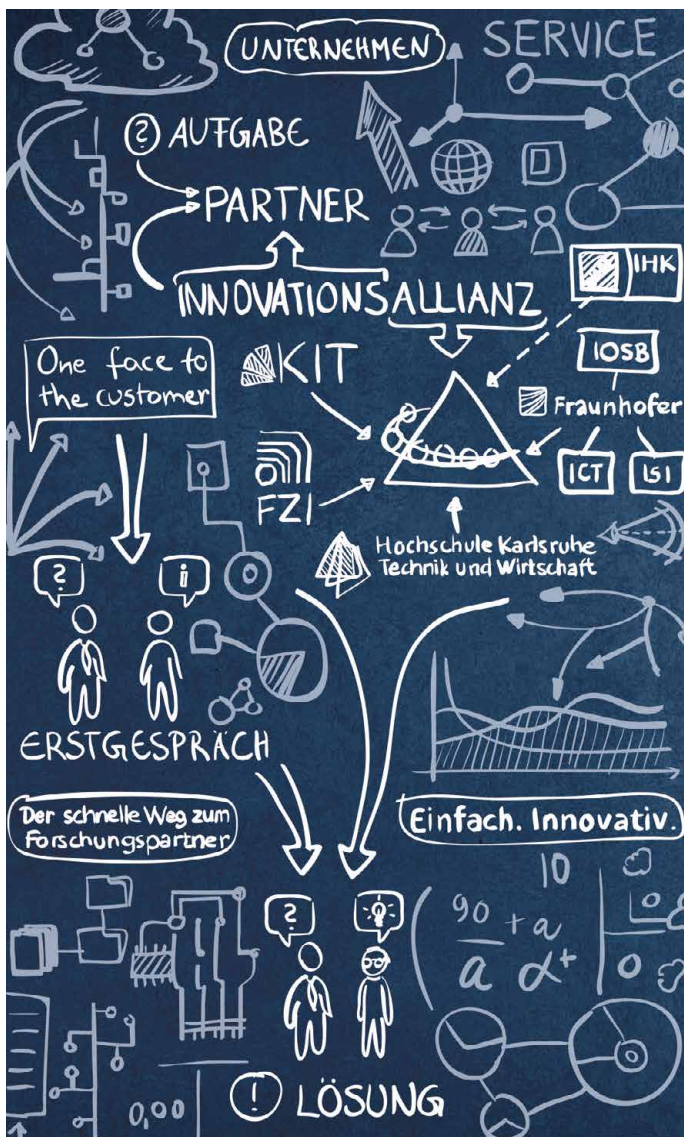 UNTERNEHMEN
SERVICE
? AUFGABE
PARTNER
INNOVATIONSALLIANZ
IHK
One face to
the customer
KIT
IOSB
Fraunhofer
ICT
ISI
FZI
Hochschule Karlsruhe
Technik und Wirtschaft
?
i
ERSTGESPRÄCH
Der schnelle Weg zum
Forschungspartner
Einfach. Innovativ.
10
90
+ a
a
α+
?
0,00
! LÖSUNG